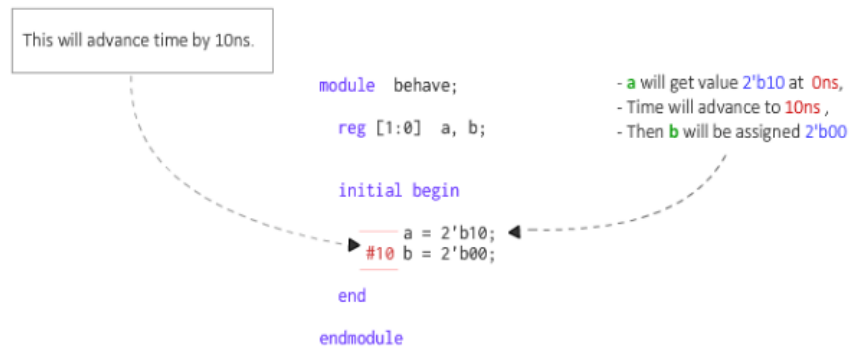 This will advance time by 10ns.
module behave;
reg [1:0] a, b;
initial begin
a = 2'b10;
#10 b = 2'b00;
end
endmodule
- a will get value 2'b10 at 0ns,
- Time will advance to 10ns ,
- Then b will be assigned 2'b00